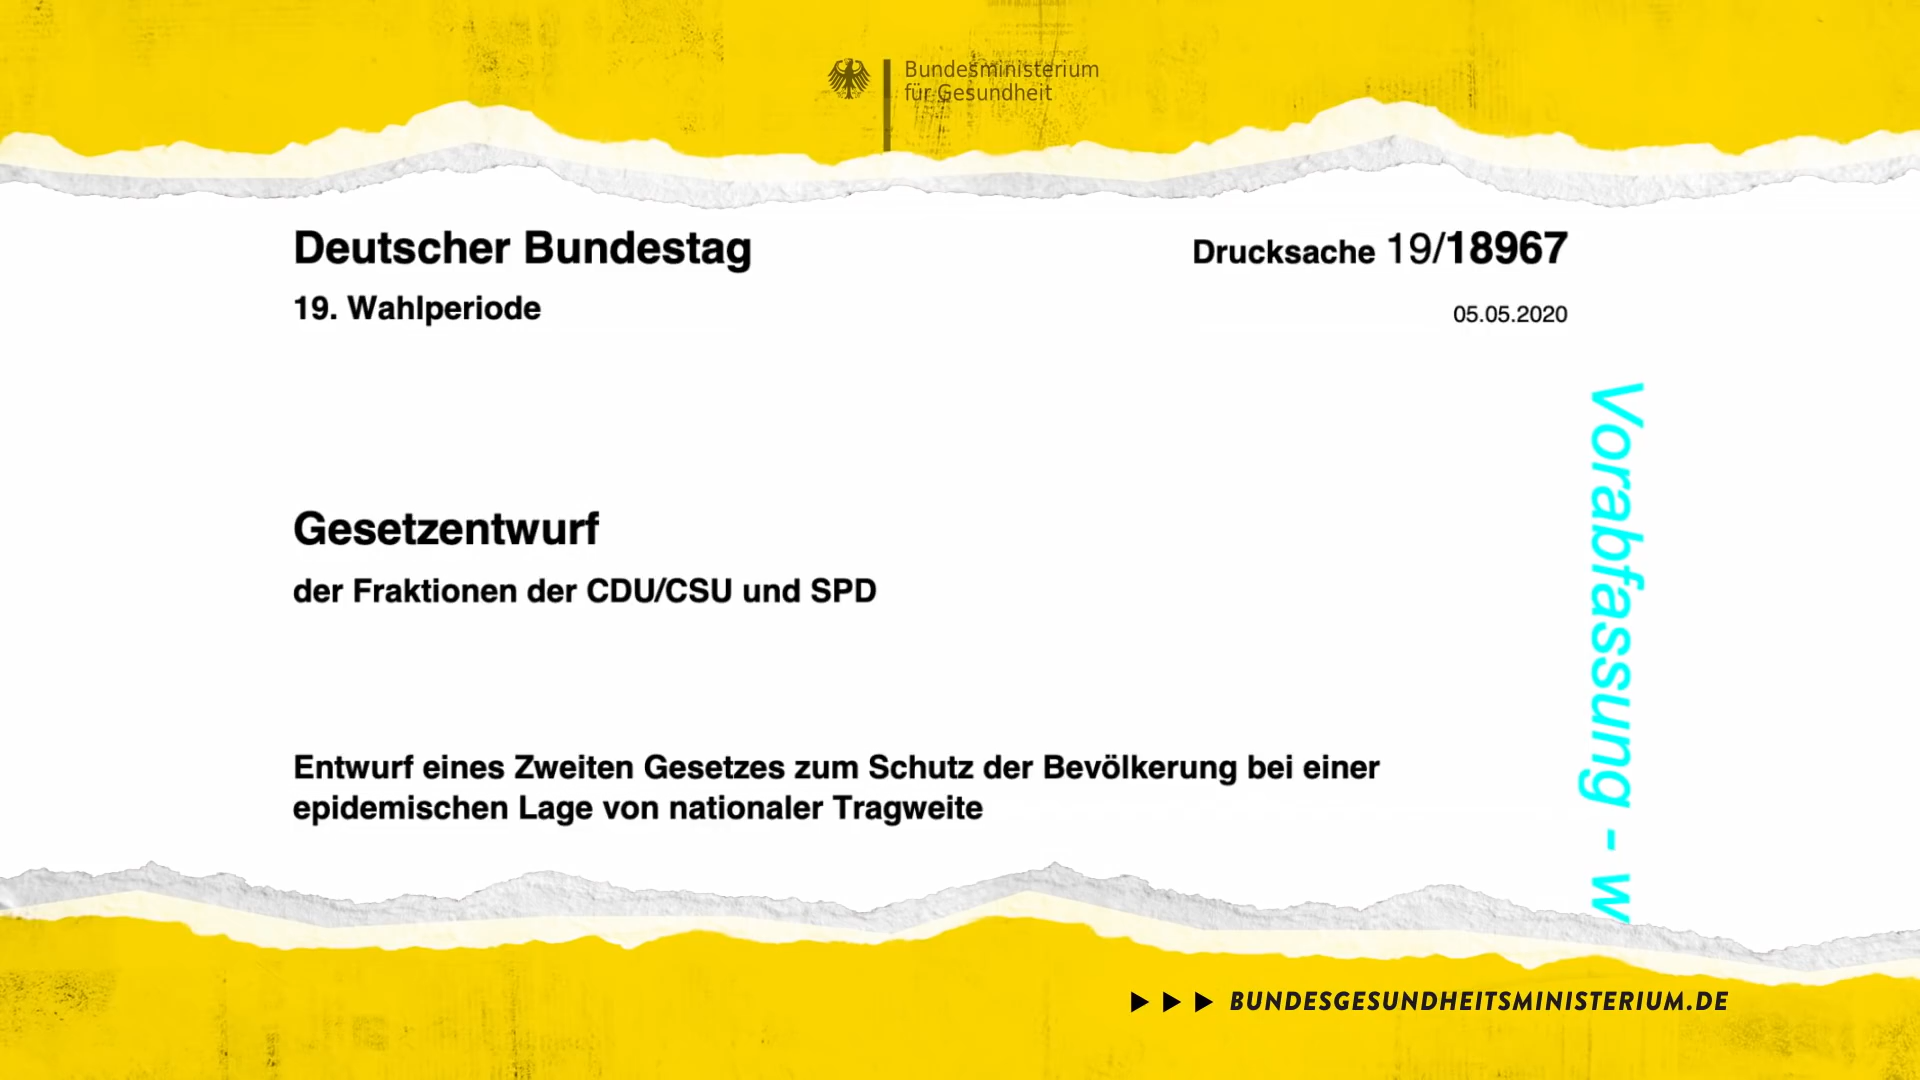 Bundesministerium
für Gesundheit
Deutscher Bundestag
Drucksache 19/18967
19. Wahlperiode
05.05.2020
Gesetzentwurf
der Fraktionen der CDU/CSU und SPD
Entwurf eines Zweiten Gesetzes zum Schutz der Bevölkerung bei einer
epidemischen Lage von nationaler Tragweite
Vorabfassung - w
BUNDESGESUNDHEITSMINISTERIUM.DE